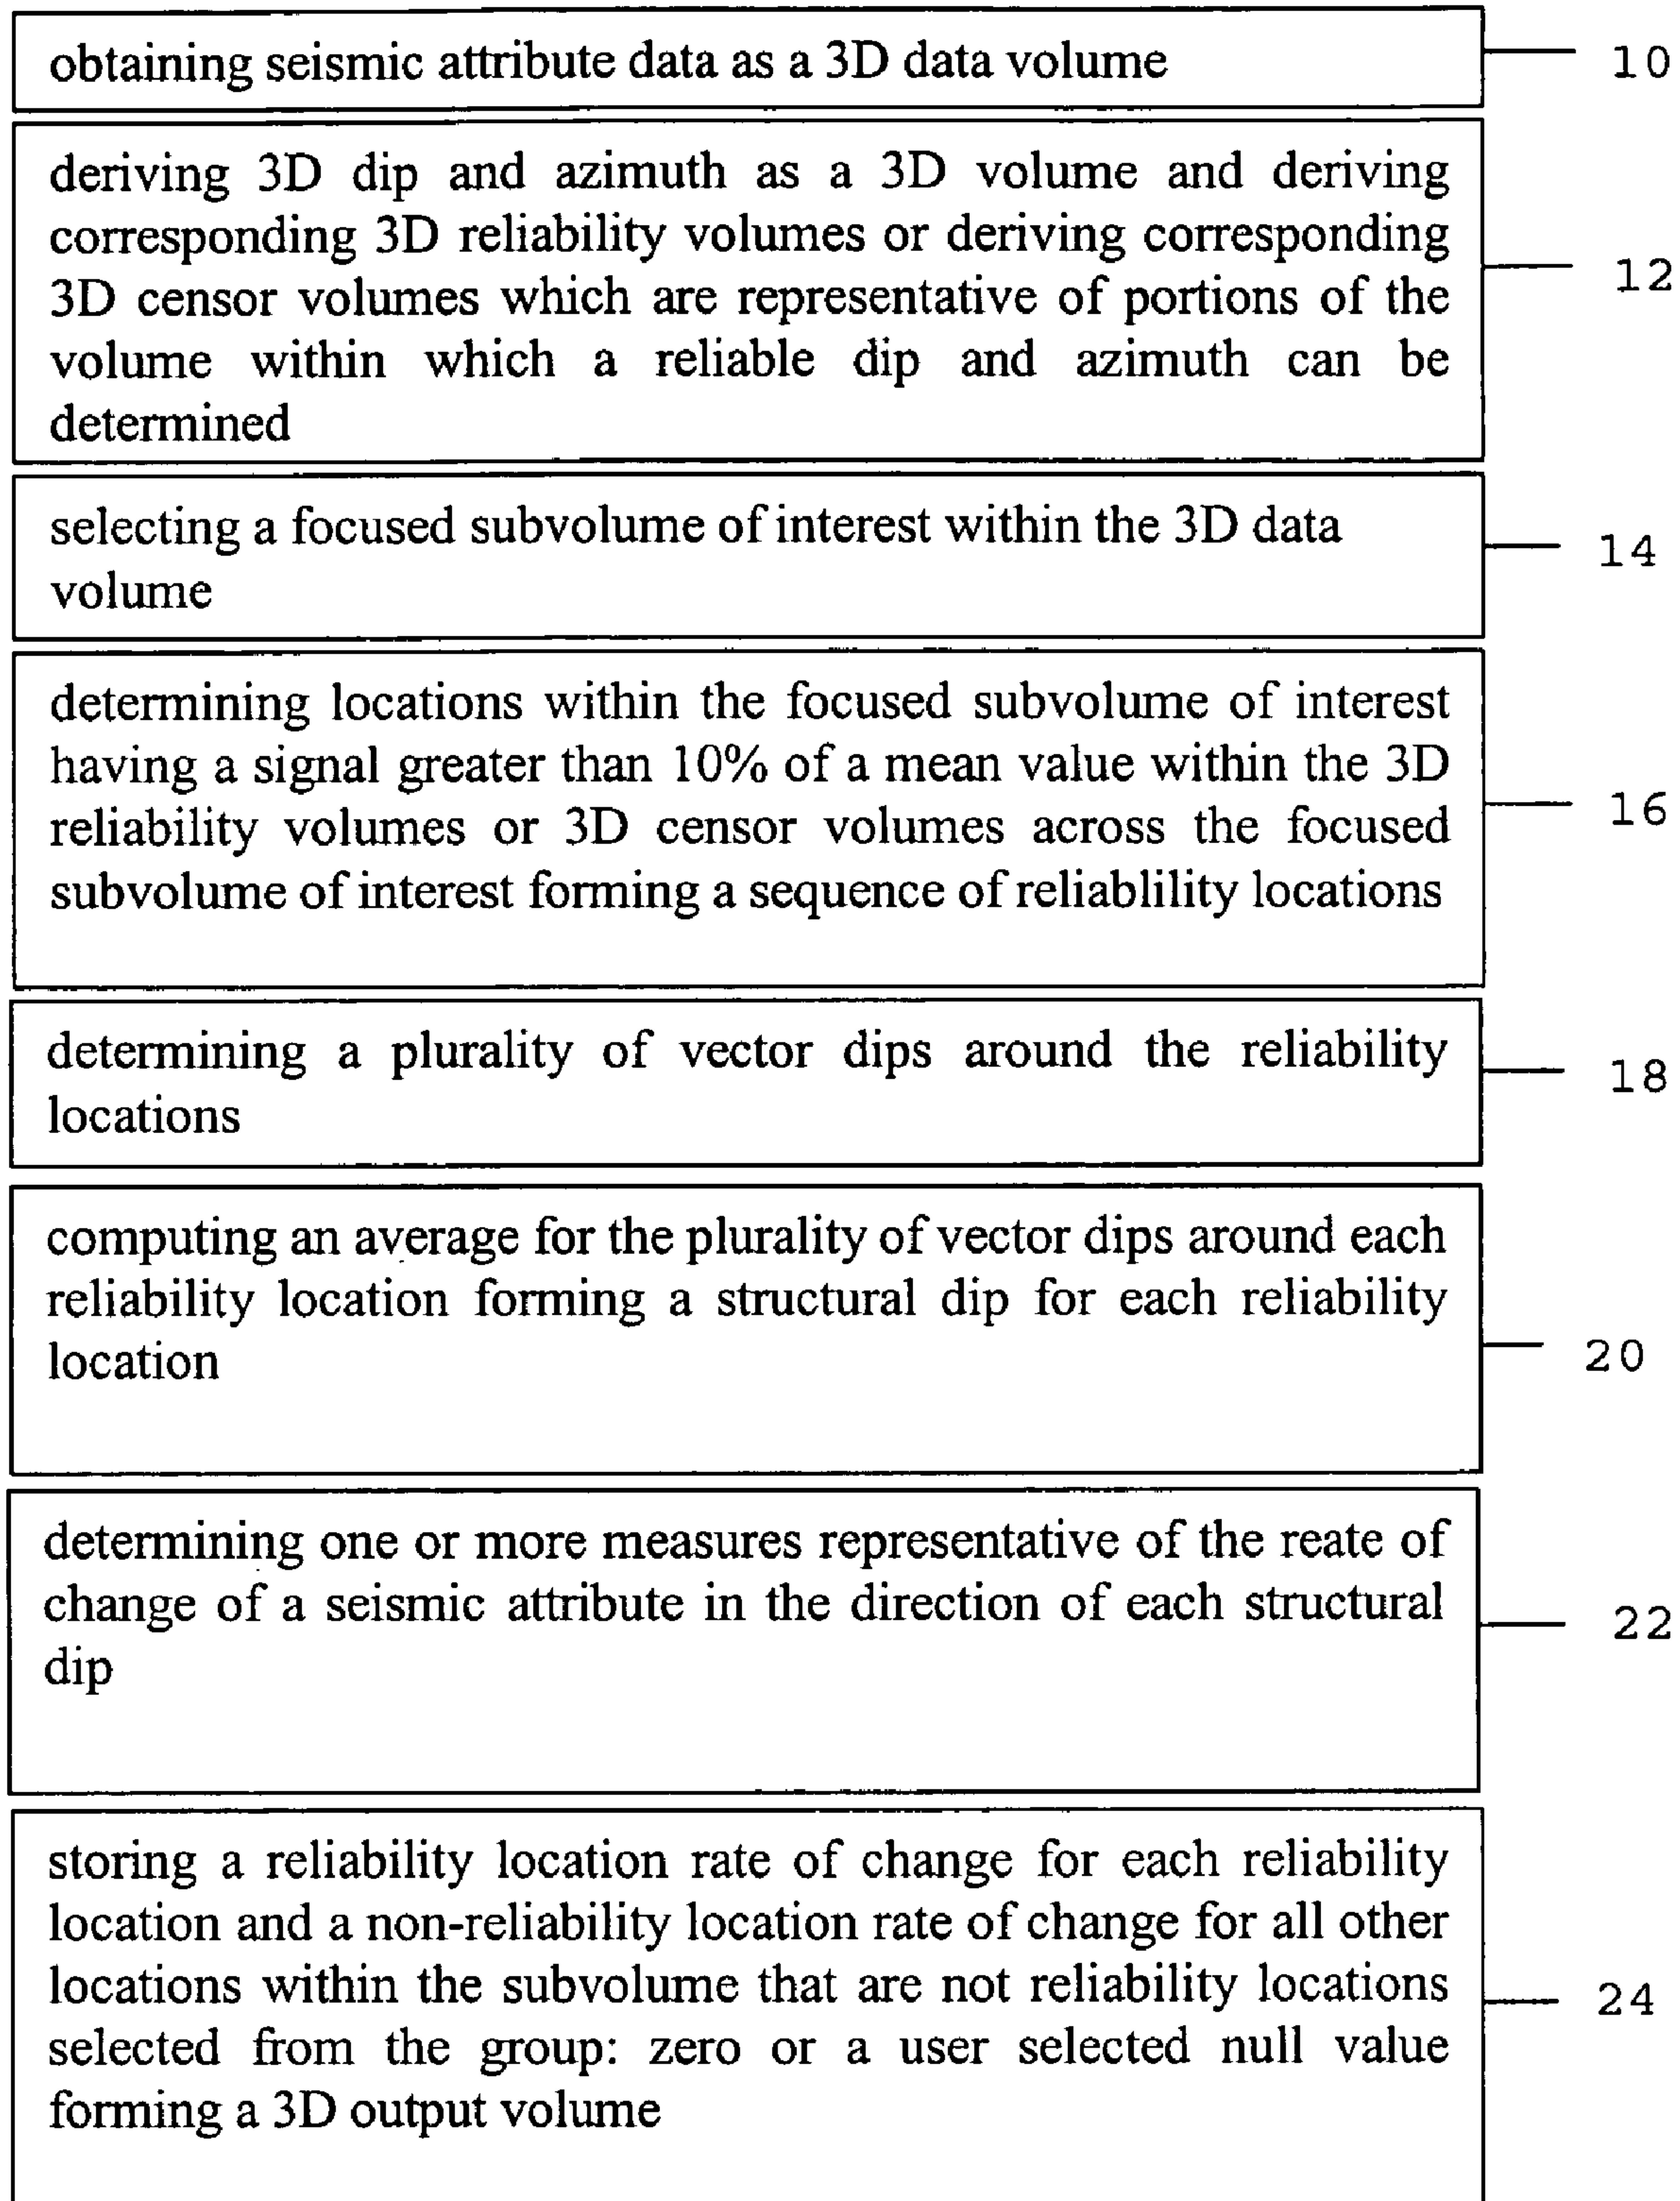 obtaining seismic attribute data as a 3D data volume
10
deriving 3D dip and azimuth as a 3D volume and deriving
corresponding 3D reliability volumes or deriving corresponding
3D censor volumes which are representative of portions of the
volume within which a reliable dip and azimuth can be
determined
12
selecting a focused subvolume of interest within the 3D data
volume
14
determining locations within the focused subvolume of interest
having a signal greater than 10% of a mean value within the 3D
reliability volumes or 3D censor volumes across the focused
subvolume of interest forming a sequence of reliablility locations
16
determining a plurality of vector dips around the reliability
locations
18
computing an average for the plurality of vector dips around each
reliability location forming a structural dip for each reliability
location
20
determining one or more measures representative of the reate of
change of a seismic attribute in the direction of each structural
dip
22
storing a reliability location rate of change for each reliability
location and a non-reliability location rate of change for all other
locations within the subvolume that are not reliability locations
selected from the group: zero or a user selected null value
forming a 3D output volume
24